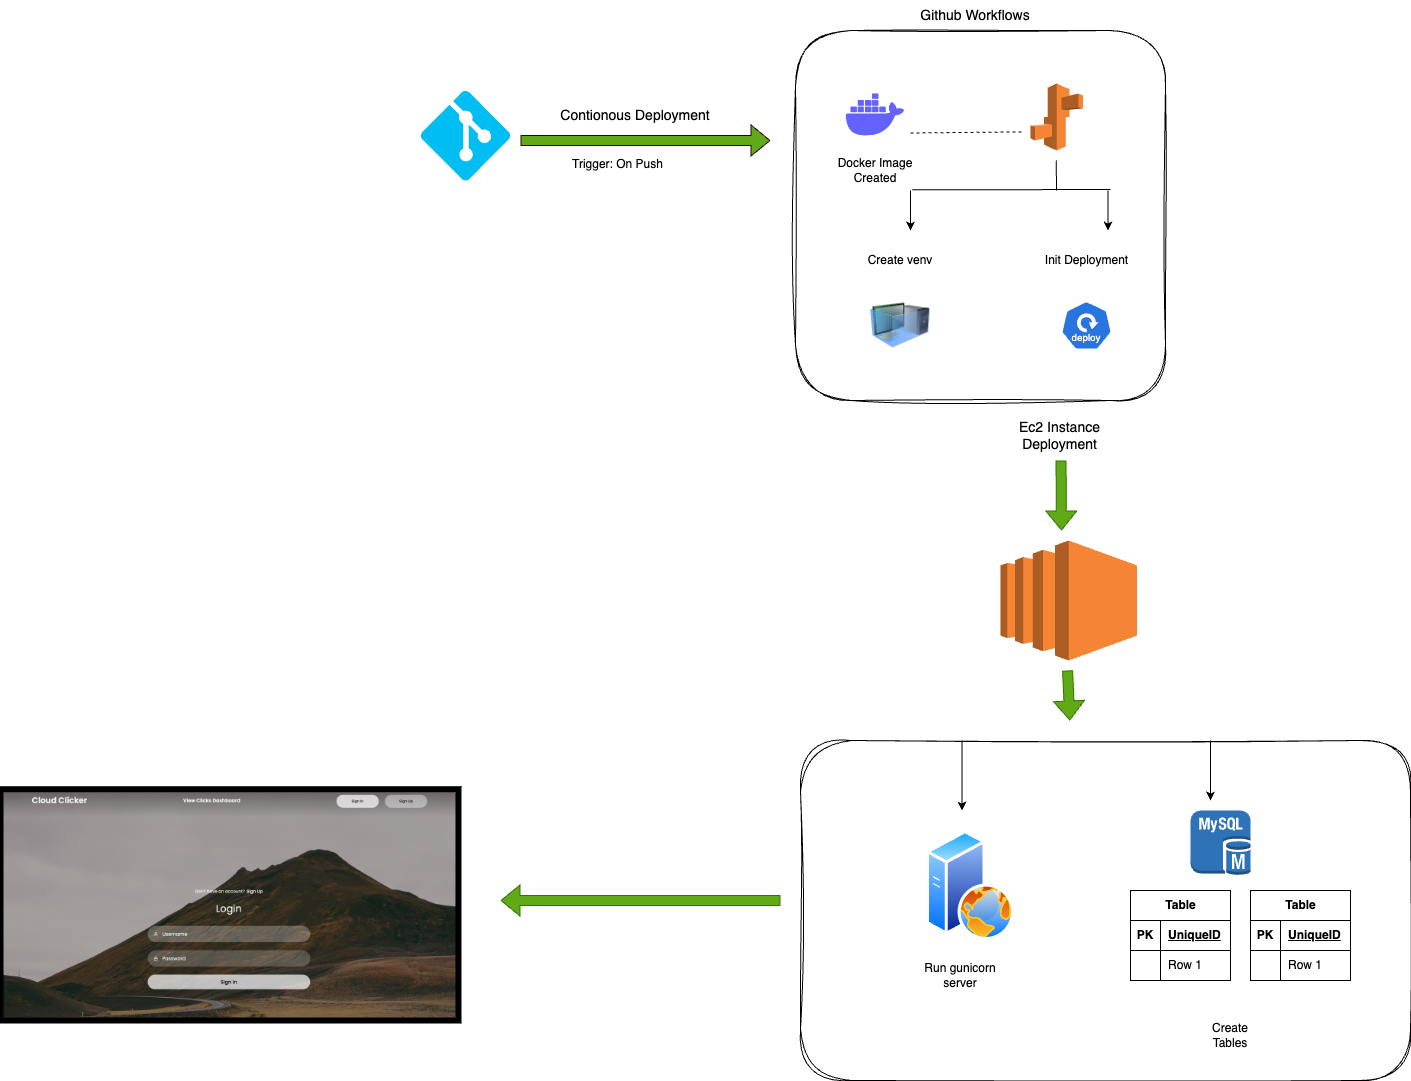 Github Workflows
Contionous Deployment
Trigger: On Push
Docker Image
Created
Create venv
Init Deployment
deploy
Ec2 Instance
Deployment
Cloud Clicker
View Clicks Dashboard
Sign In
Sign Up
Don't have an account? Sign Up
Login
Username
Password
Sign In
MySQL
M
Run gunicorn
server
Table
PK UniqueID
Row 1
Table
PK UniqueID
Row 1
Create
Tables